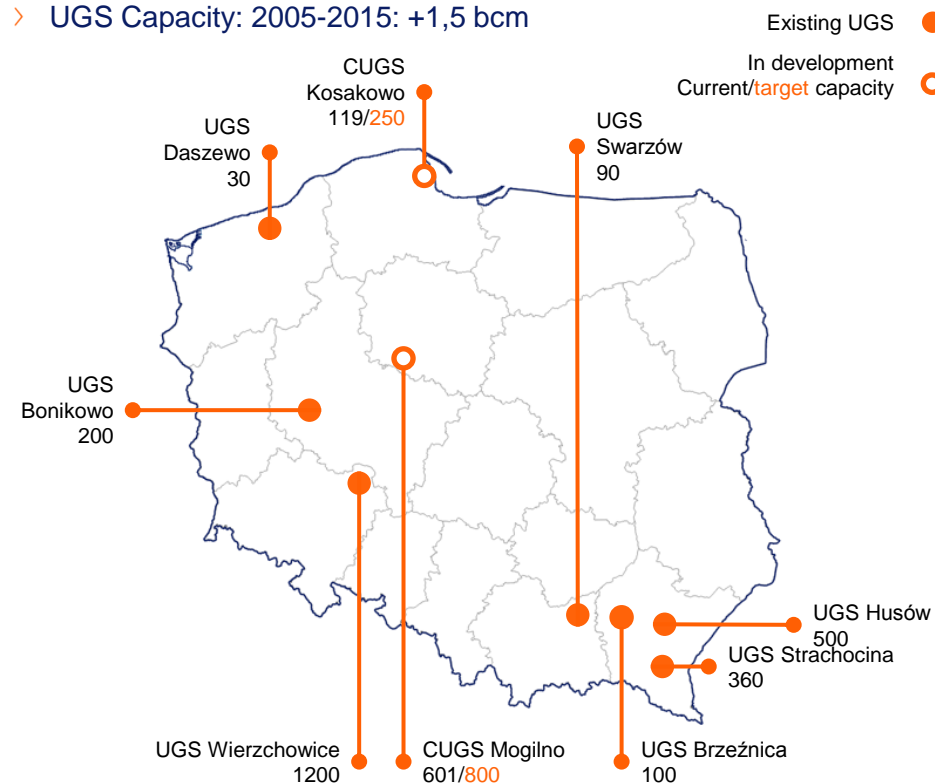 › UGS Capacity: 2005-2015: +1,5 bcm
Existing UGS
In development
Current/target capacity
CUGS
Kosakowo
119/250
UGS
Daszewo
30
UGS
Swarzów
90
UGS
Bonikowo
200
UGS Husów
500
UGS Strachocina
360
UGS Wierzchowice
1200
CUGS Mogilno
601/800
UGS Brzeźnica
100